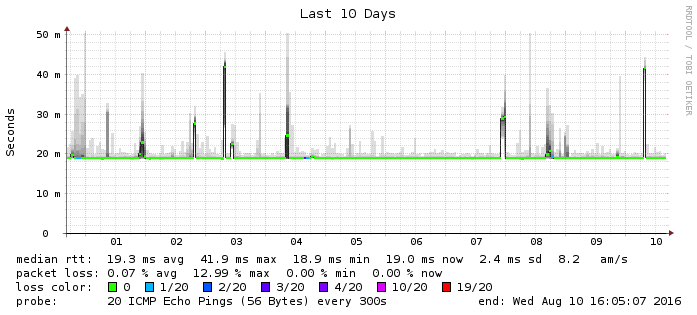 Last 10 Days
RRDTOOL / TOBI OETIKER
Seconds
50 m
40 m
30 m
20 m
10 m
0
01 02 03 04 05 06 07 08 09 10
median rtt: 19.3 ms avg 41.9 ms max 18.9 ms min 19.0 ms now 2.4 ms sd 8.2 am/s
packet loss: 0.07 % avg 12.99 % max 0.00 % min 0.00 % now
loss color: 0 1/20 2/20 3/20 4/20 10/20 19/20
probe: 20 ICMP Echo Pings (56 Bytes) every 300s end: Wed Aug 10 16:05:07 2016